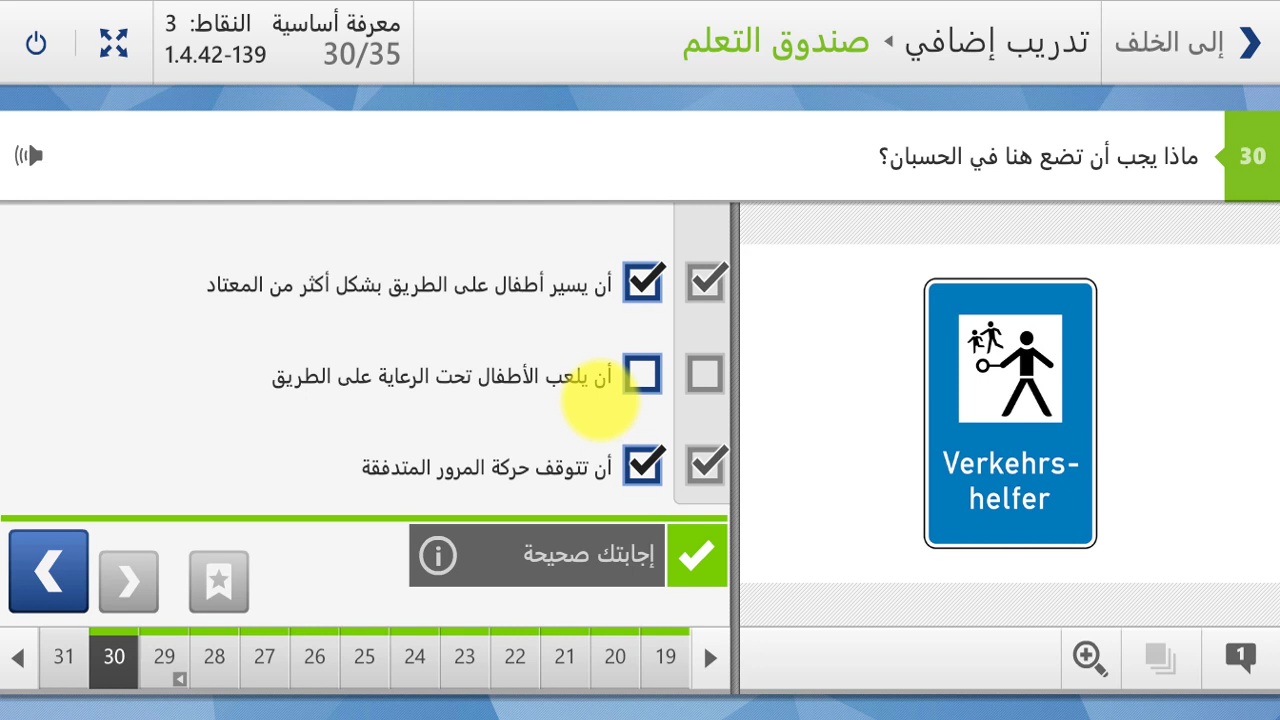 إلى الخلف
تدريب إضافي
صندوق التعلم
معرفة أساسية
النقاط: 3
30/35
1.4.42-139
30
ماذا يجب أن تضع هنا في الحسبان؟
Verkehrs-
helfer
أن يسير أطفال على الطريق بشكل أكثر من المعتاد
أن يلعب الأطفال تحت الرعاية على الطريق
أن تتوقف حركة المرور المتدفقة
إجابتك صحيحة
1
19
20
21
22
23
24
25
26
27
28
29
30
31